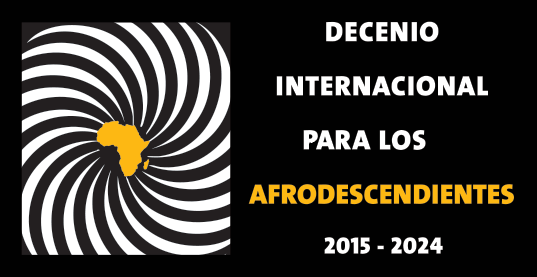 DECENIO
INTERNACIONAL
PARA LOS
AFRODESCENDIENTES
2015 - 2024